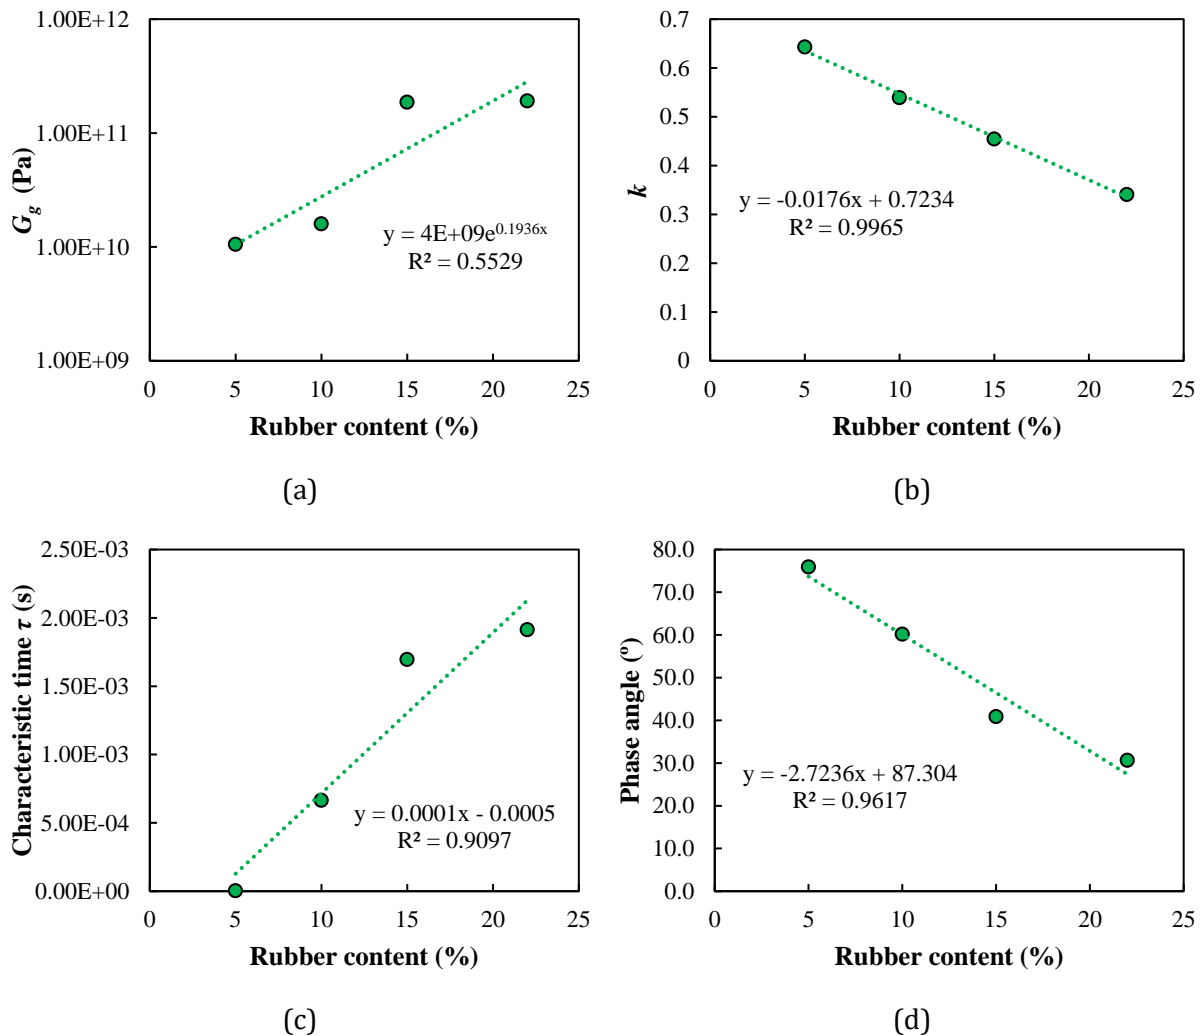 1.00E+12
1.00E+11
1.00E+10
1.00E+09
G_g (Pa)
y = 4E+09e^0.1936x
R² = 0.5529
0 5 10 15 20 25
Rubber content (%)
(a)
0.7
0.6
0.5
0.4
0.3
0.2
0.1
0
k
y = -0.0176x + 0.7234
R² = 0.9965
0 5 10 15 20 25
Rubber content (%)
(b)
2.50E-03
2.00E-03
1.50E-03
1.00E-03
5.00E-04
0.00E+00
Characteristic time τ (s)
y = 0.0001x - 0.0005
R² = 0.9097
0 5 10 15 20 25
Rubber content (%)
(c)
80.0
70.0
60.0
50.0
40.0
30.0
20.0
10.0
0.0
Phase angle (º)
y = -2.7236x + 87.304
R² = 0.9617
0 5 10 15 20 25
Rubber content (%)
(d)